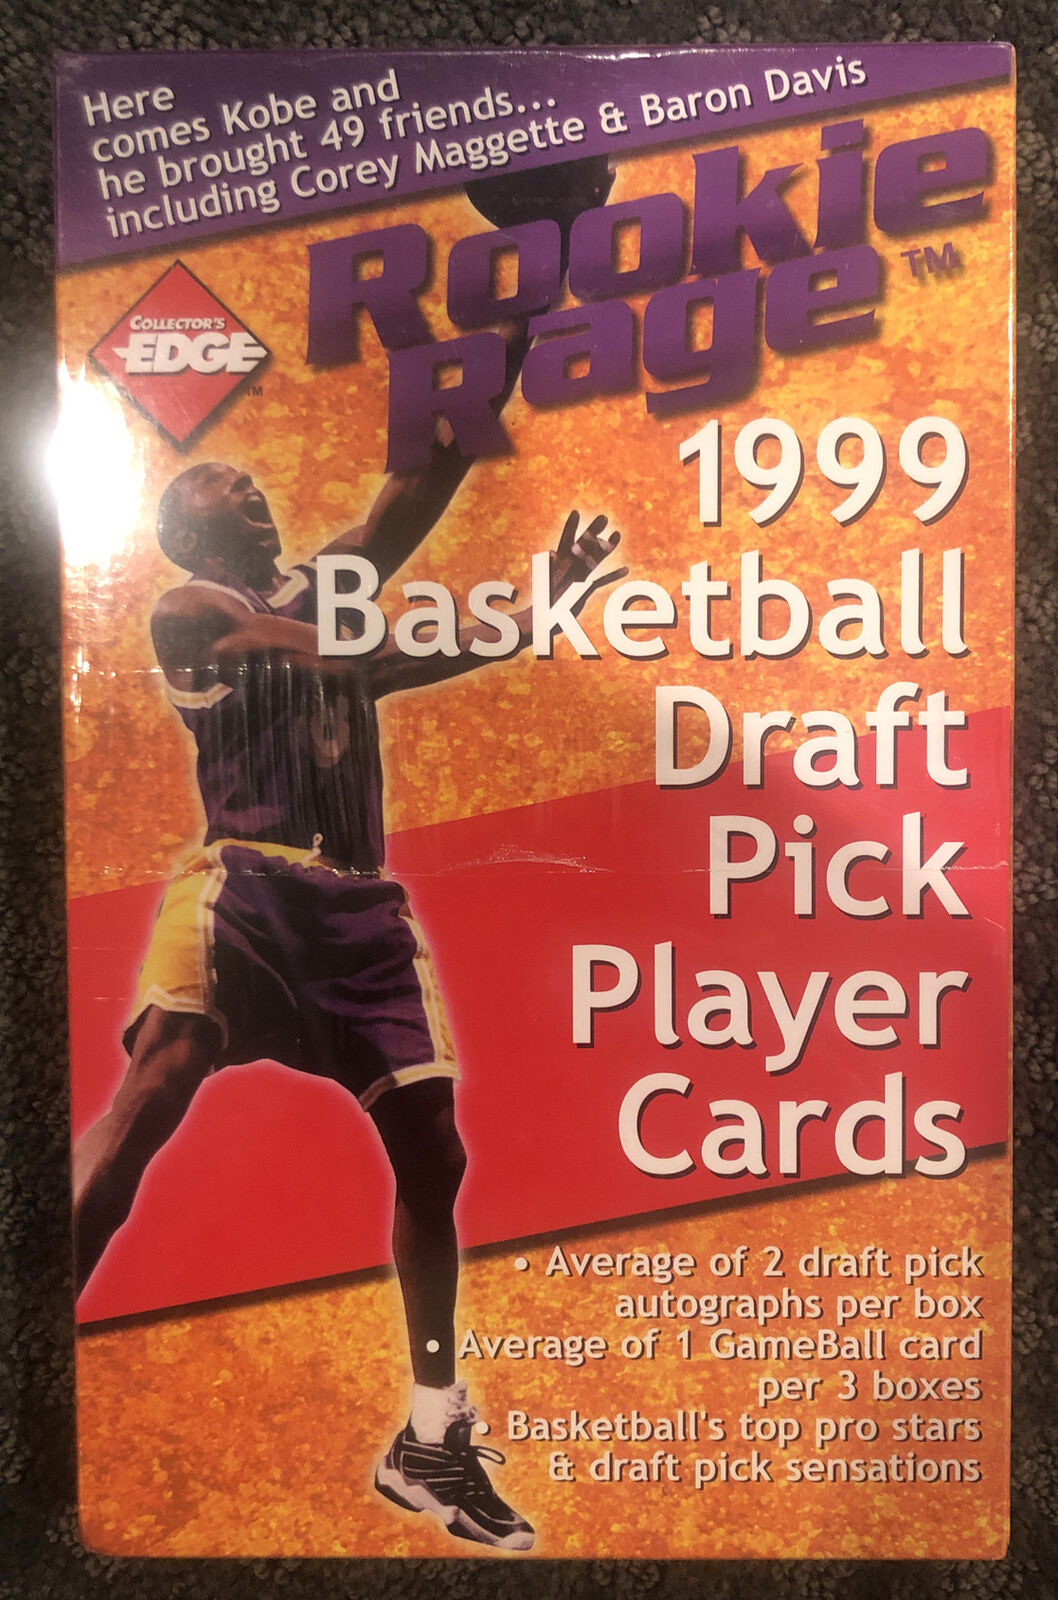 Here
comes Kobe and
he brought 49 friends...
including Corey Maggette & Baron Davis
Rookie
Rage™
COLLECTOR'S
EDGE
TM
1999
Basketball
Draft
Pick
Player
Cards
• Average of 2 draft pick
autographs per box
• Average of 1 GameBall card
per 3 boxes
• Basketball's top pro stars
& draft pick sensations